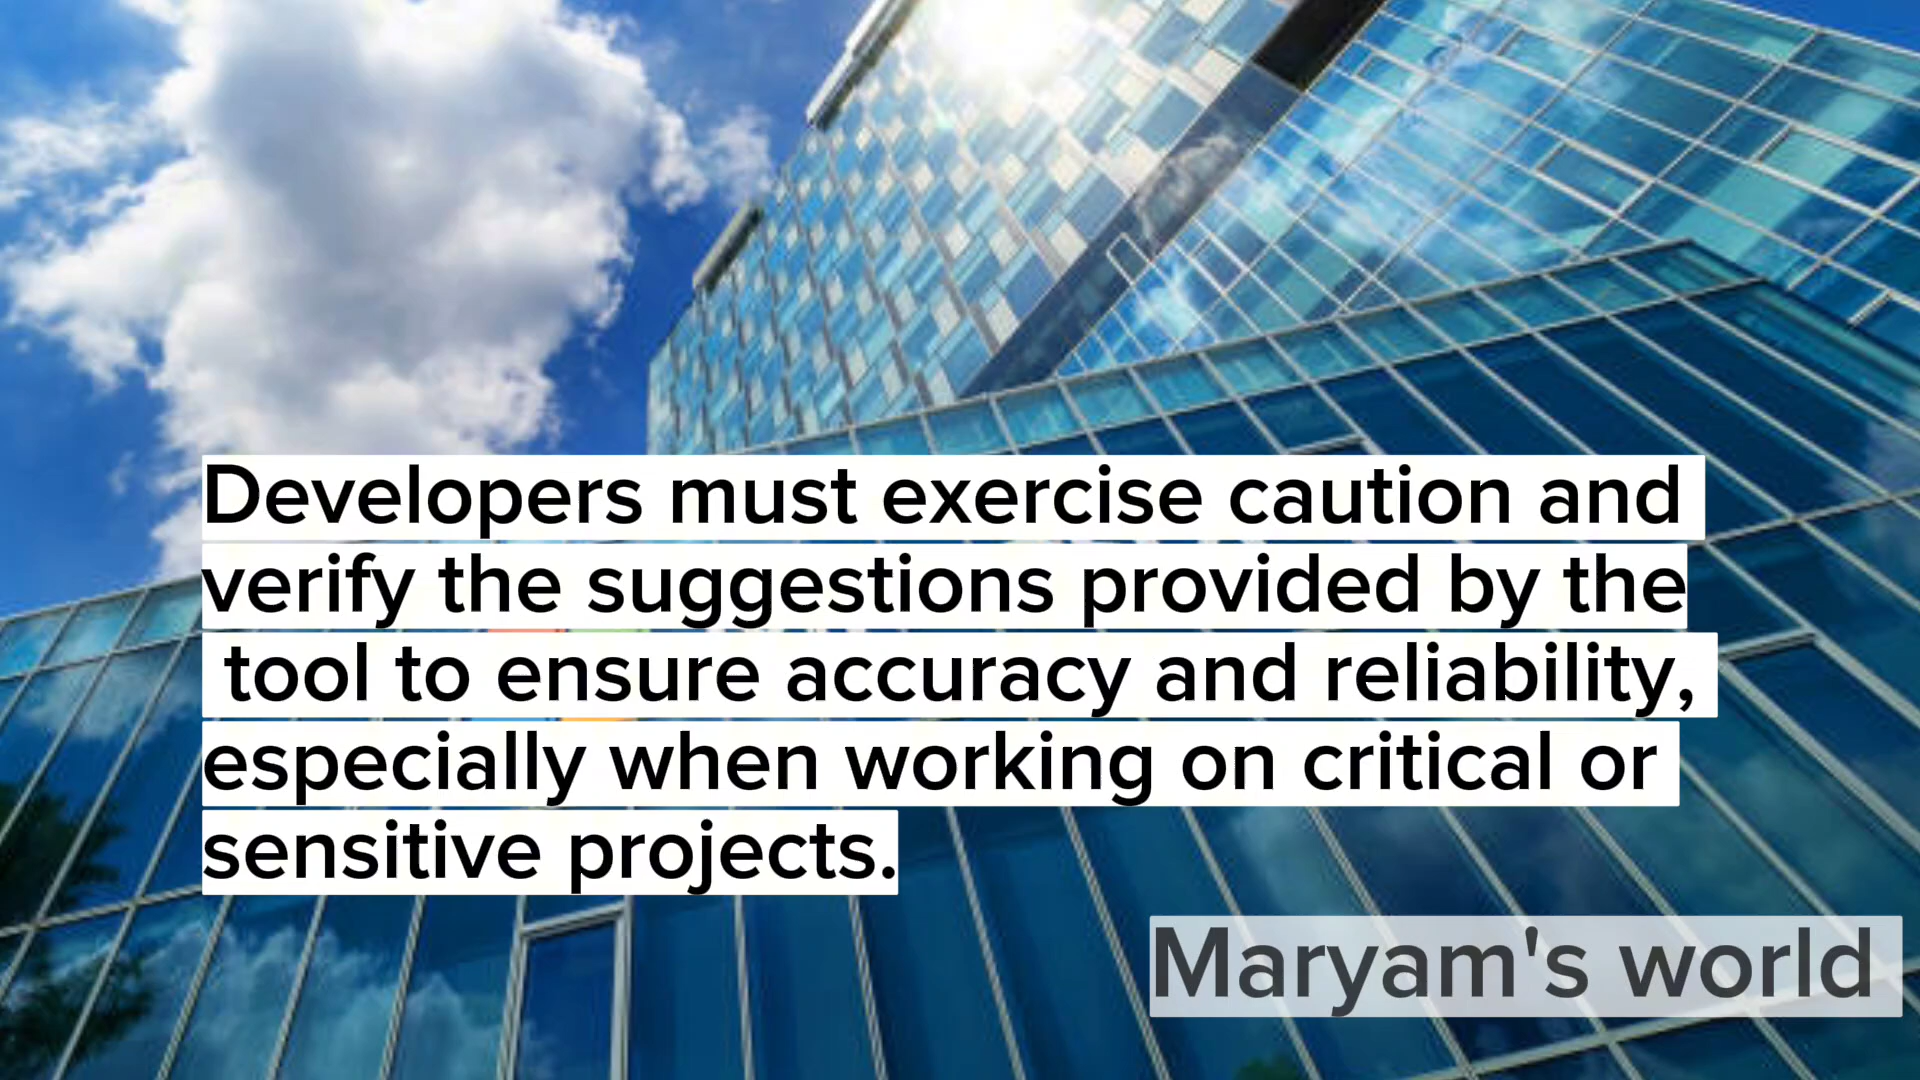 Developers must exercise caution and
verify the suggestions provided by the
tool to ensure accuracy and reliability,
especially when working on critical or
sensitive projects.
Maryam's world